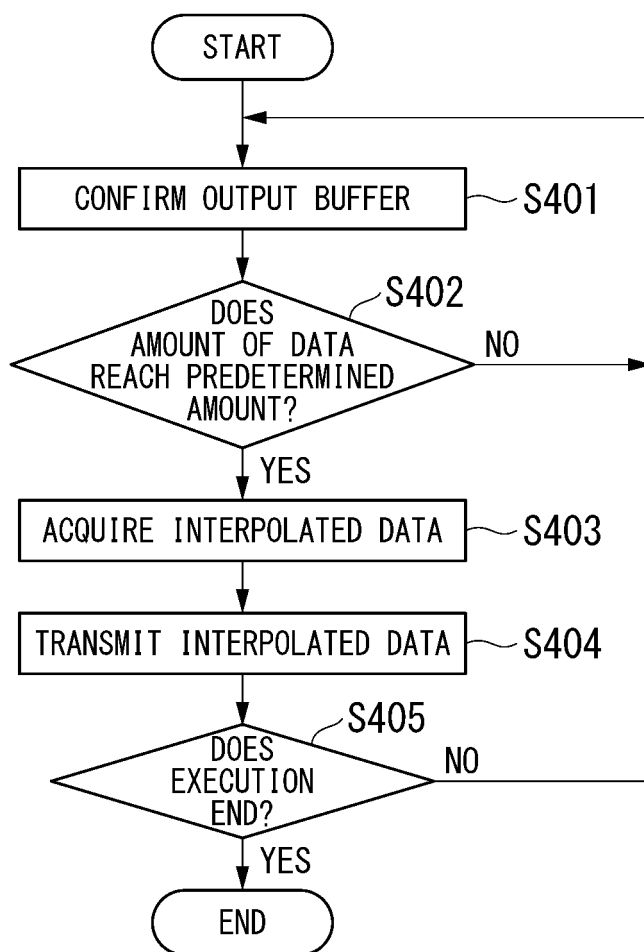 START
CONFIRM OUTPUT BUFFER
S401
S402
DOES
AMOUNT OF DATA
REACH PREDETERMINED
AMOUNT?
NO
YES
ACQUIRE INTERPOLATED DATA
S403
TRANSMIT INTERPOLATED DATA
S404
S405
DOES
EXECUTION
END?
NO
YES
END